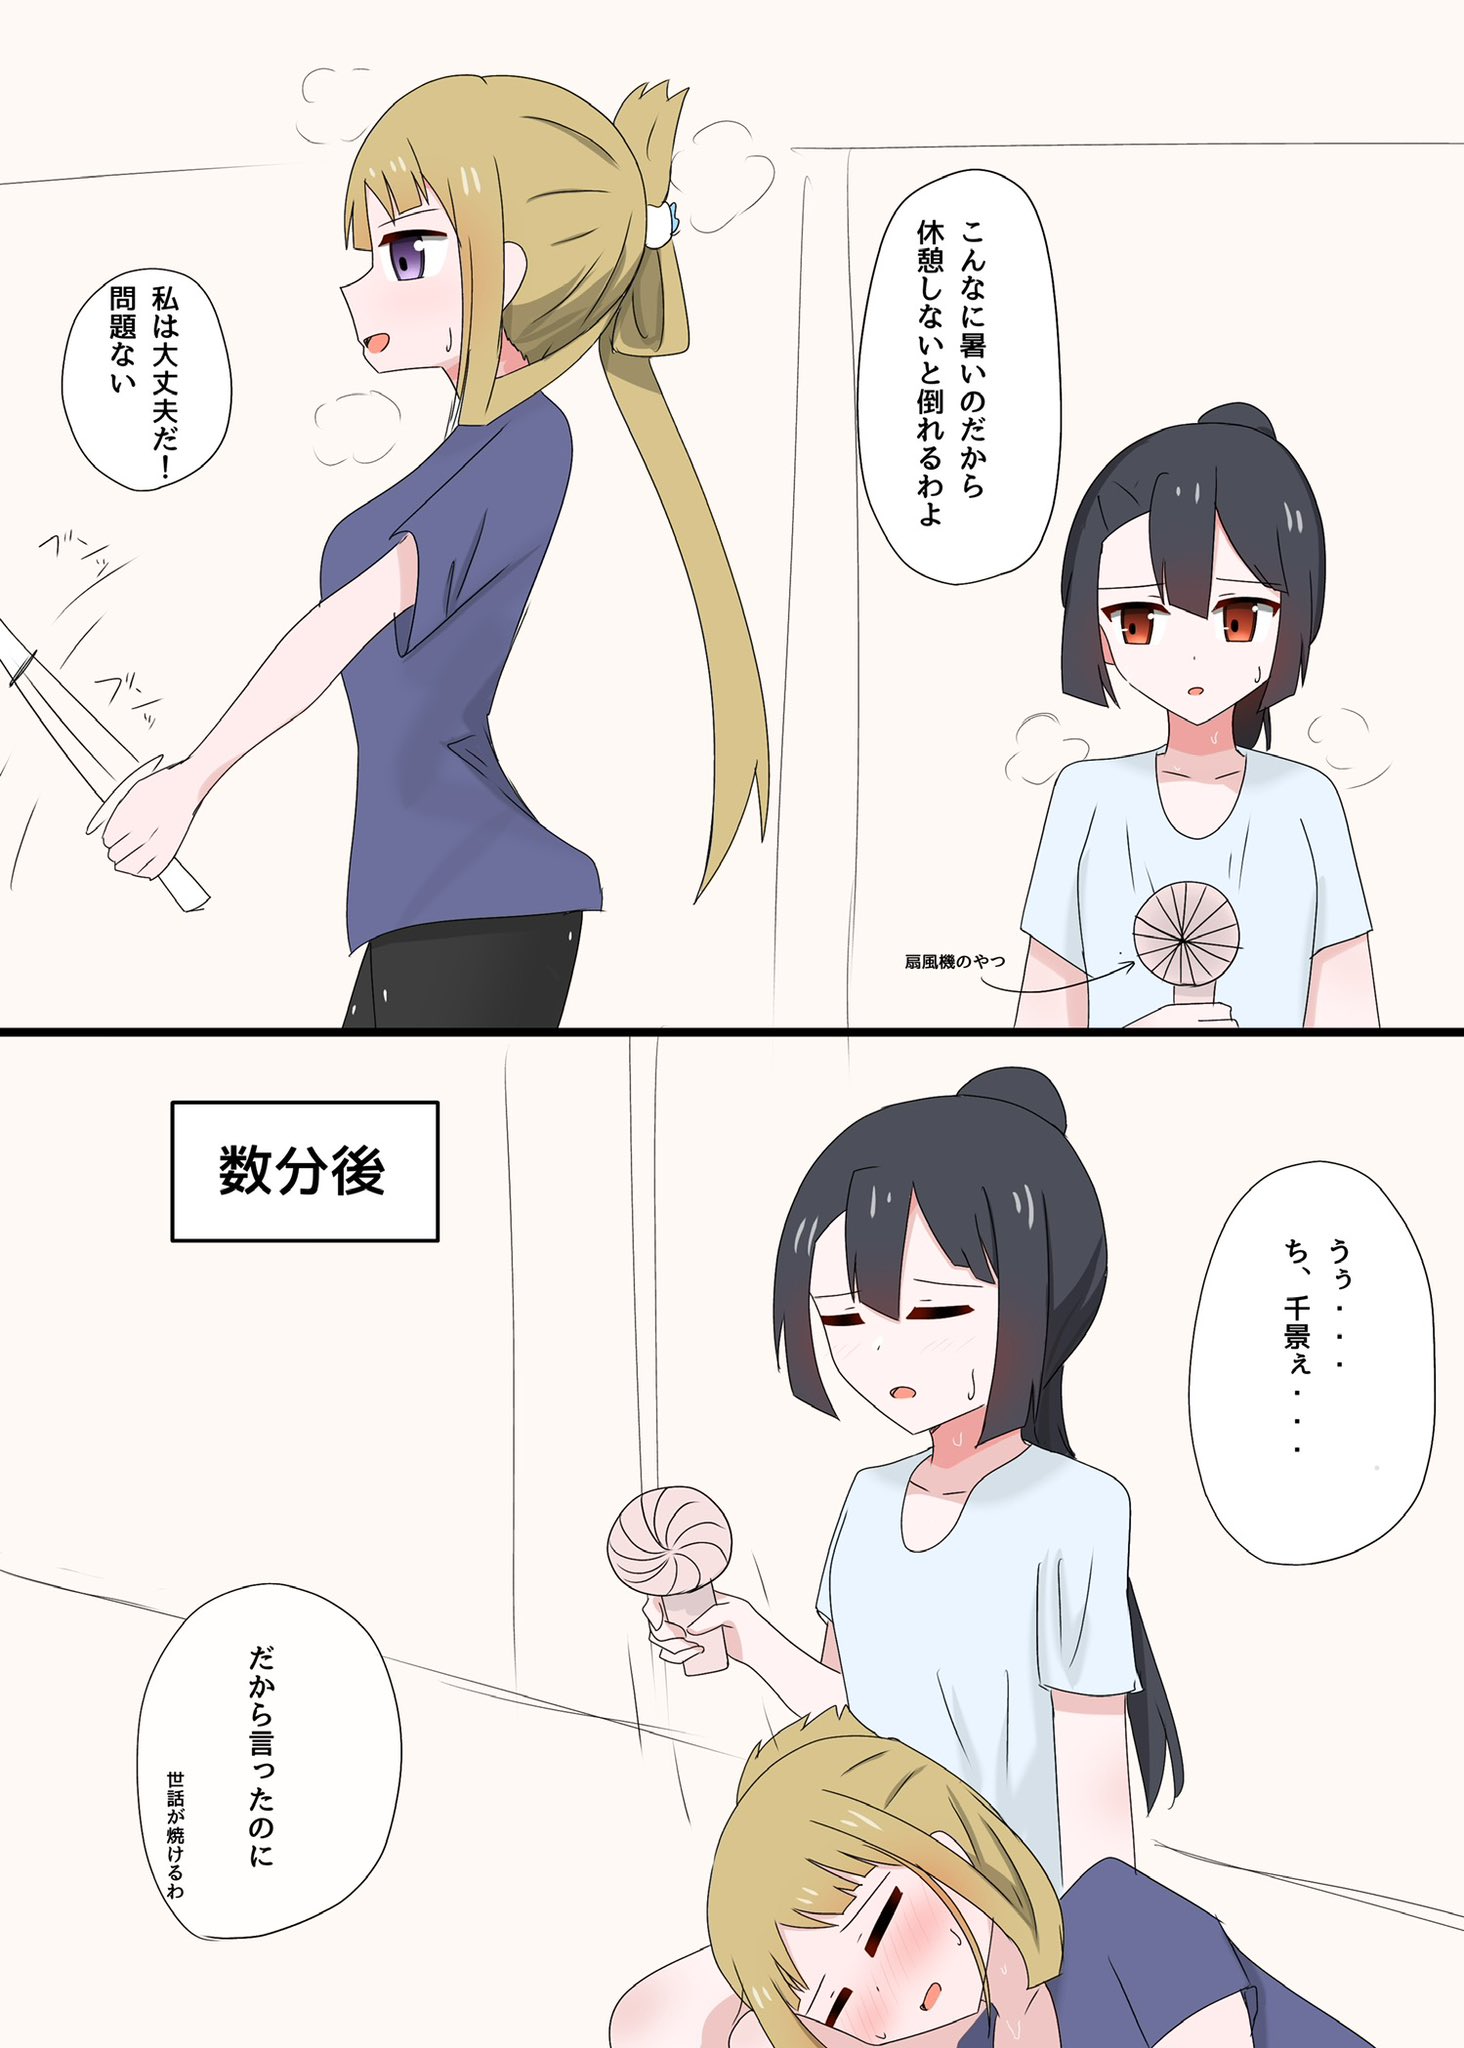 こんなに暑いのだから
休憩しないと倒れるわよ
私は大丈夫だ！
問題ない
ブンッ
ブンッ
扇風機のやつ
数分後
うぅ・・・
ち、千景ぇ・・・
だから言ったのに
世話が焼けるわ